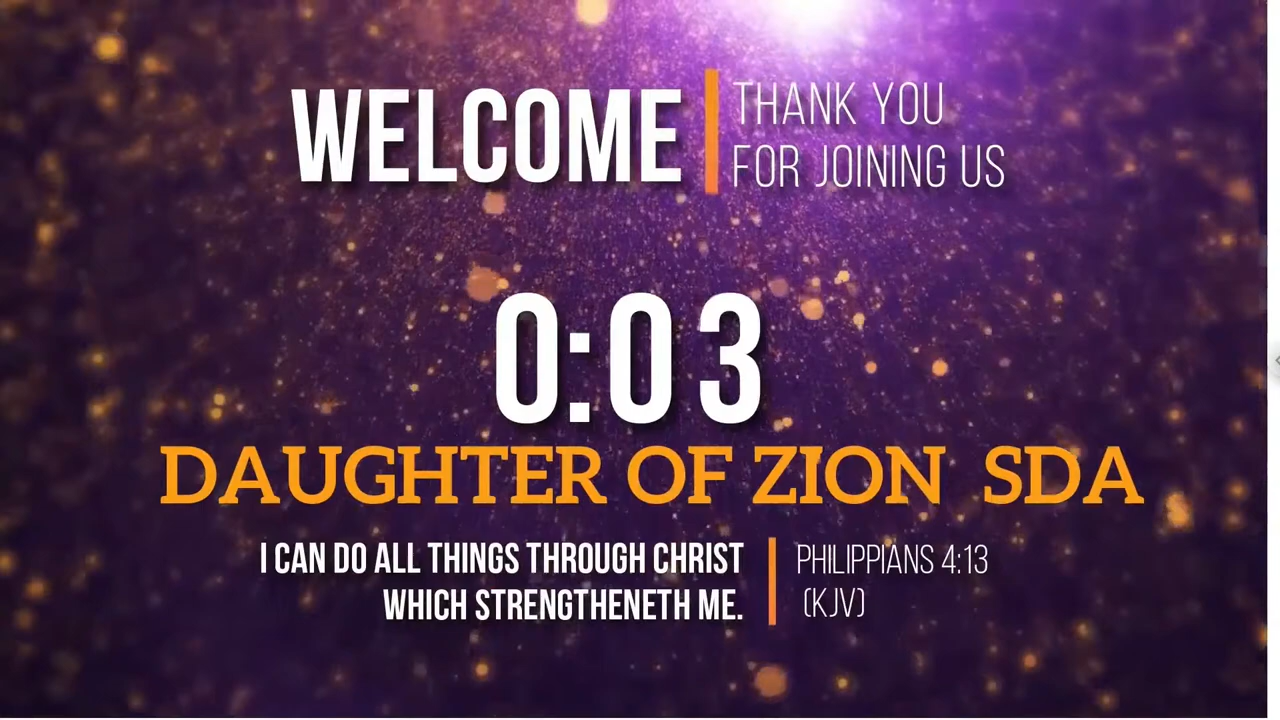 WELCOME
THANK YOU
FOR JOINING US
0:03
DAUGHTER OF ZION SDA
I CAN DO ALL THINGS THROUGH CHRIST
WHICH STRENGTHENETH ME.
PHILIPPIANS 4:13
(KJV)